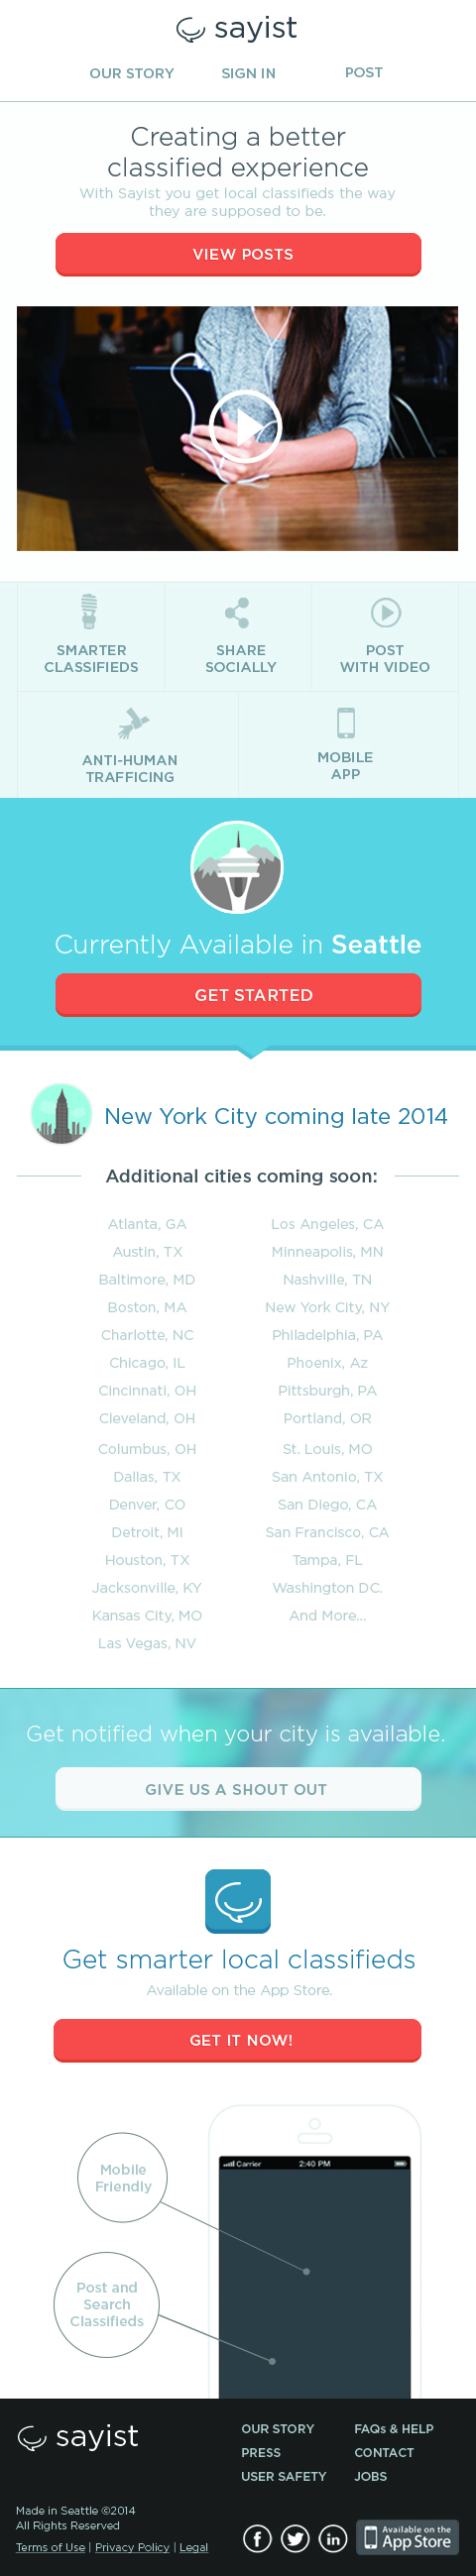 sayist
OUR STORY SIGN IN POST
Creating a better
classified experience
With Sayist you get local classifieds the way
they are supposed to be.
VIEW POSTS
SMARTER
CLASSIFIEDS
SHARE
SOCIALLY
POST
WITH VIDEO
ANTI-HUMAN
TRAFFICING
MOBILE
APP
Currently Available in Seattle
GET STARTED
New York City coming late 2014
Additional cities coming soon:
Atlanta, GA
Austin, TX
Baltimore, MD
Boston, MA
Charlotte, NC
Chicago, IL
Cincinnati, OH
Cleveland, OH
Columbus, OH
Dallas, TX
Denver, CO
Detroit, MI
Houston, TX
Jacksonville, KY
Kansas City, MO
Las Vegas, NV
Los Angeles, CA
Minneapolis, MN
Nashville, TN
New York City, NY
Philadelphia, PA
Phoenix, Az
Pittsburgh, PA
Portland, OR
St. Louis, MO
San Antonio, TX
San Diego, CA
San Francisco, CA
Tampa, FL
Washington DC.
And More...
Get notified when your city is available.
GIVE US A SHOUT OUT
Get smarter local classifieds
Available on the App Store.
GET IT NOW!
Carrier 2:40 PM
Mobile
Friendly
Post and
Search
Classifieds
sayist
OUR STORY
PRESS
USER SAFETY
FAQs & HELP
CONTACT
JOBS
Made in Seattle ©2014
All Rights Reserved
Terms of Use | Privacy Policy | Legal
f
in
Available on the
App Store